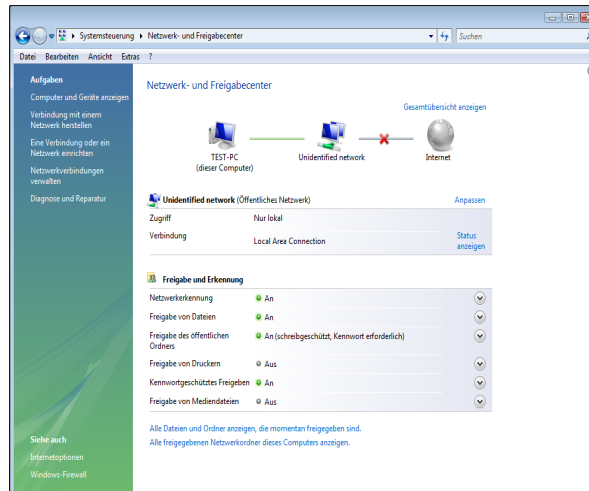 Systemsteuerung Netzwerk- und Freigabecenter Suchen
Datei Bearbeiten Ansicht Extras ?
Aufgaben
Computer und Geräte anzeigen
Verbindung mit einem
Netzwerk herstellen
Eine Verbindung oder ein
Netzwerk einrichten
Netzwerkverbindungen
verwalten
Diagnose und Reparatur
Siehe auch
Internetoptionen
Windows-Firewall
Netzwerk- und Freigabecenter
Gesamtübersicht anzeigen
TEST-PC Unidentified network Internet
(dieser Computer)
Unidentified network (Öffentliches Netzwerk) Anpassen
Zugriff Nur lokal
Verbindung Local Area Connection Status
anzeigen
Freigabe und Erkennung
Netzwerkerkennung An
Freigabe von Dateien An
Freigabe des öffentlichen An (schreibgeschützt, Kennwort erforderlich)
Ordners
Freigabe von Druckern Aus
Kennwortgeschütztes Freigeben An
Freigabe von Mediendateien Aus
Alle Dateien und Ordner anzeigen, die momentan freigegeben sind.
Alle freigegebenen Netzwerkordner dieses Computers anzeigen.